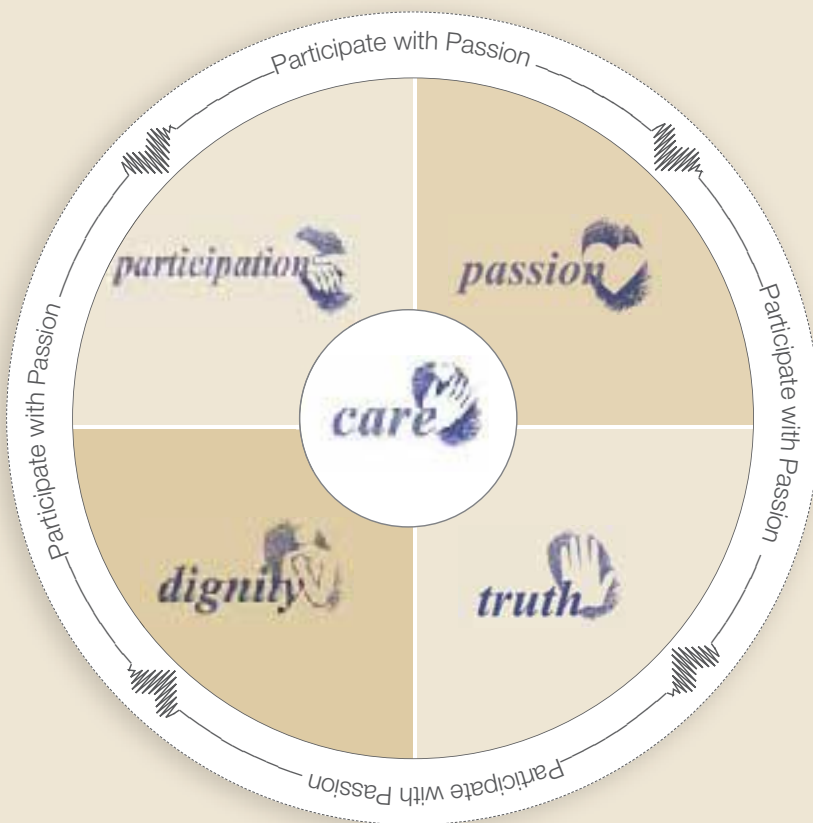 Participate with Passion
participation
passion
Participate with Passion
Participate with Passion
care
dignity
truth
Participate with Passion